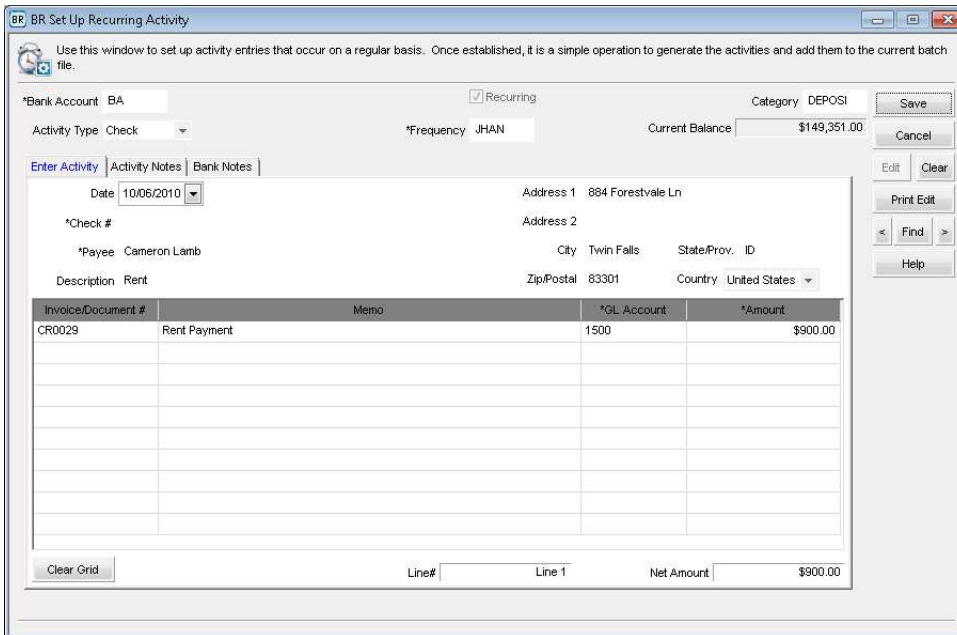 BR BR Set Up Recurring Activity
Use this window to set up activity entries that occur on a regular basis. Once established, it is a simple operation to generate the activities and add them to the current batch
file.
*Bank Account BA Recurring Category DEPOSI Save
Activity Type Check *Frequency JHAN Current Balance $149,351.00 Cancel
Enter Activity Activity Notes Bank Notes Edit Clear
Date 10/06/2010 Address 1 884 Forestvale Ln Print Edit
*Check # Address 2 < Find >
*Payee Cameron Lamb City Twin Falls State/Prov. ID Help
Description Rent Zip/Postal 83301 Country United States
Invoice/Document # Memo *GL Account *Amount
CR0029 Rent Payment 1500 $900.00
Clear Grid Line# Line 1 Net Amount $900.00